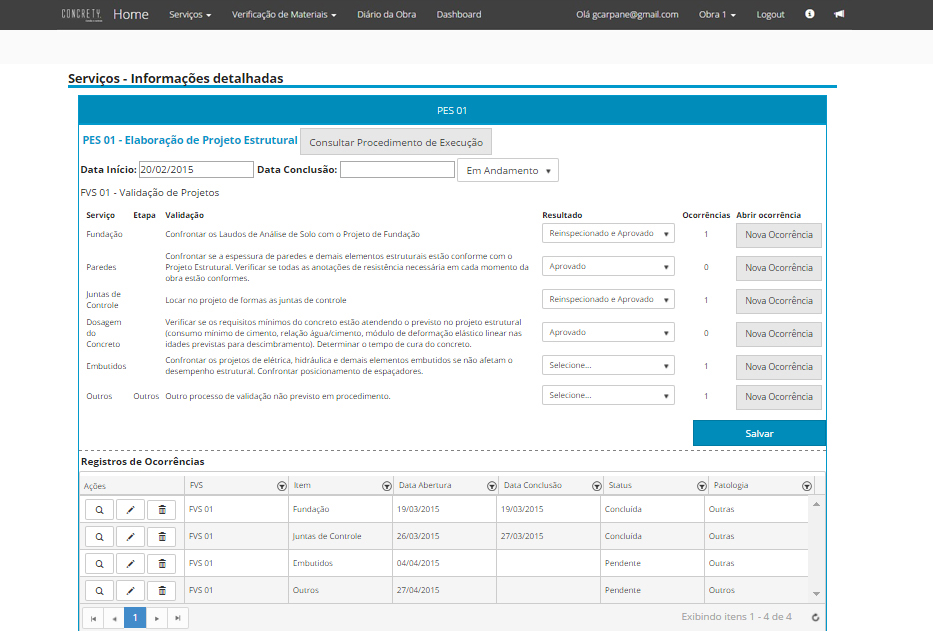 CONCRETY Home Serviços Verificação de Materiais Diário da Obra Dashboard Olá gcarpane@gmail.com Obra 1 Logout
Serviços - Informações detalhadas
PES 01
PES 01 - Elaboração de Projeto Estrutural Consultar Procedimento de Execução
Data Início: 20/02/2015 Data Conclusão: Em Andamento
FVS 01 - Validação de Projetos
Serviço Etapa Validação Resultado Ocorrências Abrir ocorrência
Fundação Confrontar os Laudos de Análise de Solo com o Projeto de Fundação Reinspecionado e Aprovado 1 Nova Ocorrência
Confrontar se a espessura de paredes e demais elementos estruturais estão conforme com o
Paredes Projeto Estrutural. Verificar se todas as anotações de resistência necessária em cada momento da Aprovado 0 Nova Ocorrência
obra estão conformes.
Juntas de
Controle Locar no projeto de formas as juntas de controle Reinspecionado e Aprovado 1 Nova Ocorrência
Dosagem Verificar se os requisitos mínimos do concreto estão atendendo o previsto no projeto estrutural
do (consumo mínimo de cimento, relação água/cimento, módulo de deformação elástico linear nas Aprovado 0 Nova Ocorrência
Concreto idades previstas para descimbramento). Determinar o tempo de cura do concreto.
Embutidos Confrontar os projetos de elétrica, hidráulica e demais elementos embutidos se não afetam o Selecione... 1 Nova Ocorrência
desempenho estrutural. Confrontar posicionamento de espaçadores.
Outros Outros Outro processo de validação não previsto em procedimento. Selecione... 1 Nova Ocorrência
Salvar
Registros de Ocorrências
Ações FVS Item Data Abertura Data Conclusão Status Patologia
FVS 01 Fundação 19/03/2015 19/03/2015 Concluída Outras
FVS 01 Juntas de Controle 26/03/2015 27/03/2015 Concluída Outras
FVS 01 Embutidos 04/04/2015 Pendente Outras
FVS 01 Outros 27/04/2015 Pendente Outros
1 Exibindo itens 1 - 4 de 4